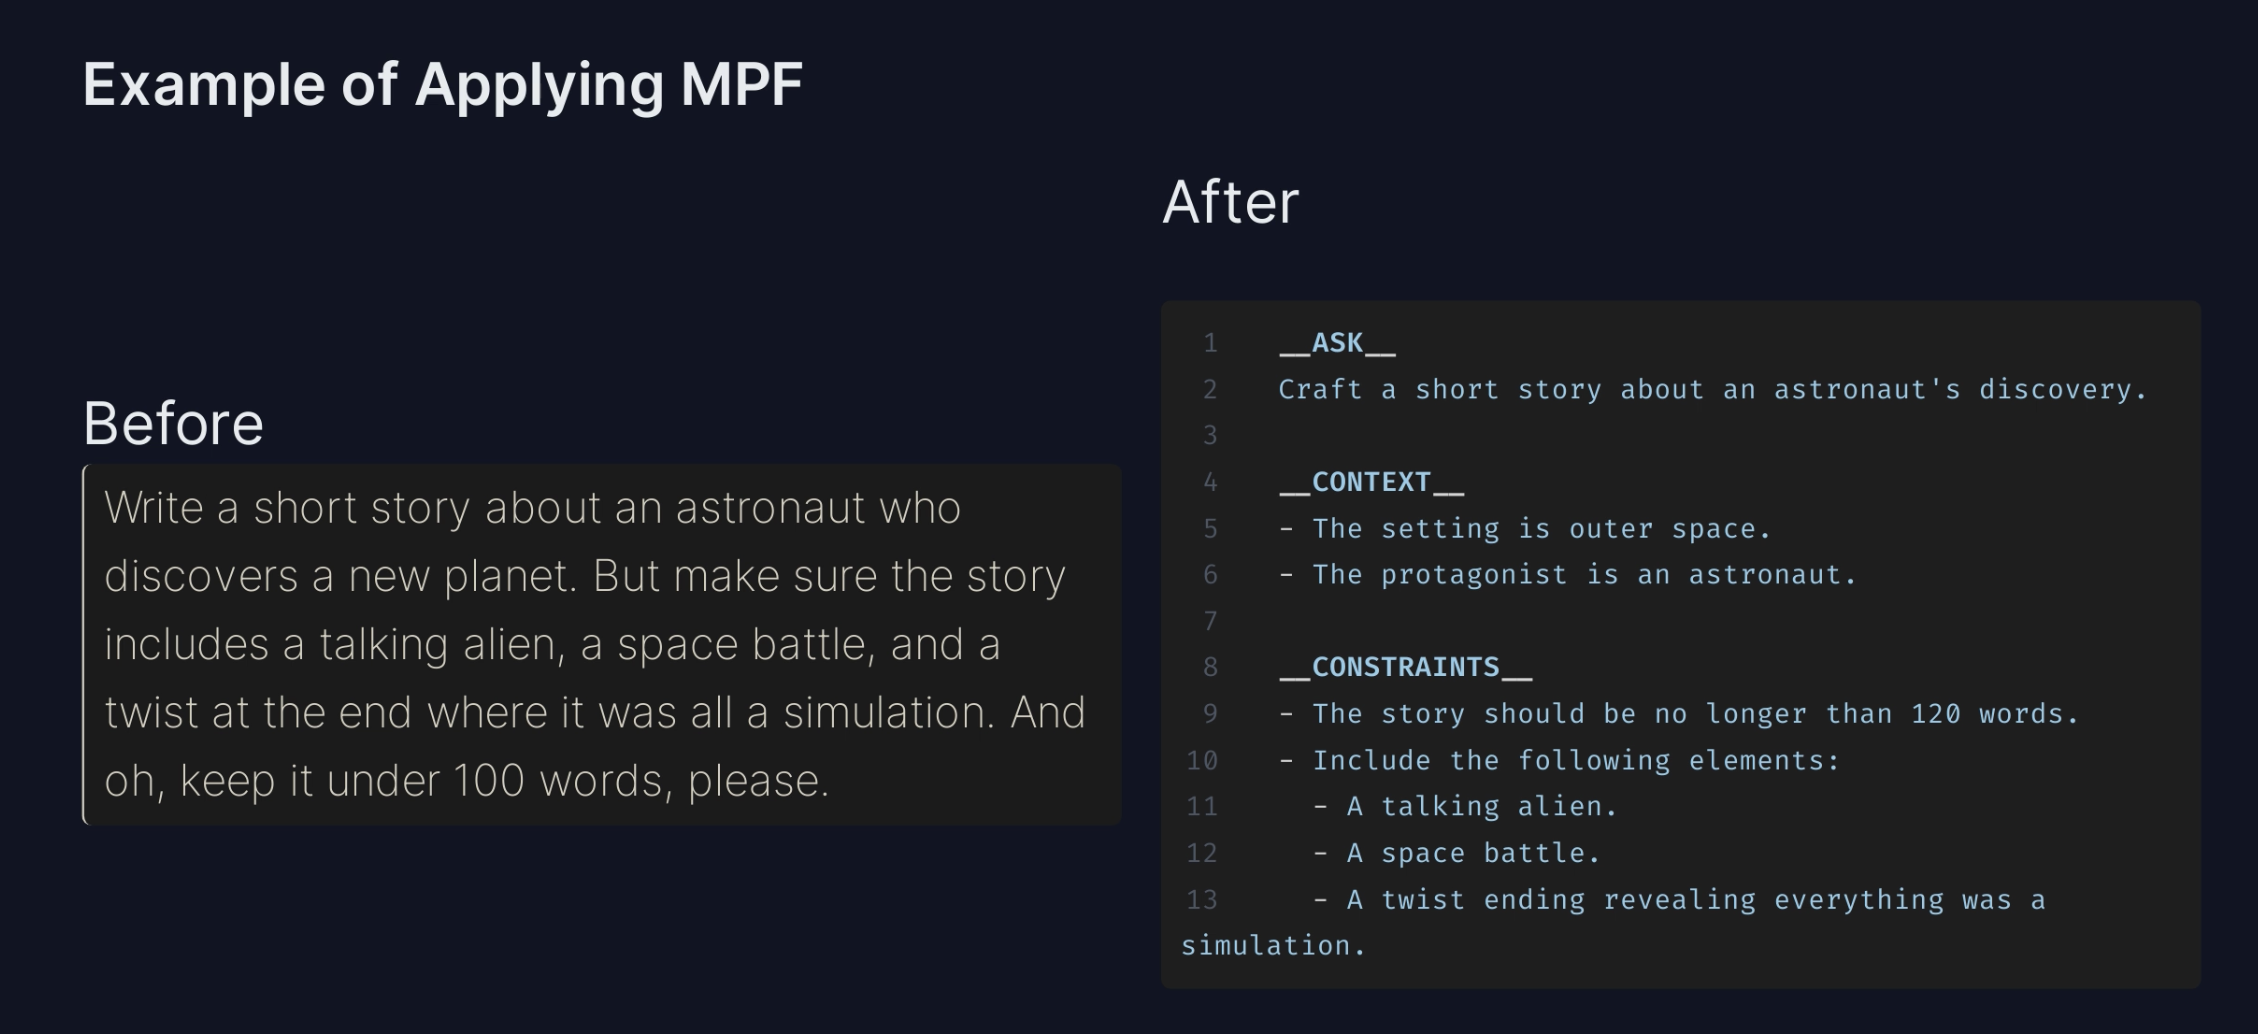 Example of Applying MPF
Before
Write a short story about an astronaut who
discovers a new planet. But make sure the story
includes a talking alien, a space battle, and a
twist at the end where it was all a simulation. And
oh, keep it under 100 words, please.
After
1 __ASK__
2 Craft a short story about an astronaut's discovery.
3
4 __CONTEXT__
5 - The setting is outer space.
6 - The protagonist is an astronaut.
7
8 __CONSTRAINTS__
9 - The story should be no longer than 120 words.
10 - Include the following elements:
11 - A talking alien.
12 - A space battle.
13 - A twist ending revealing everything was a
simulation.